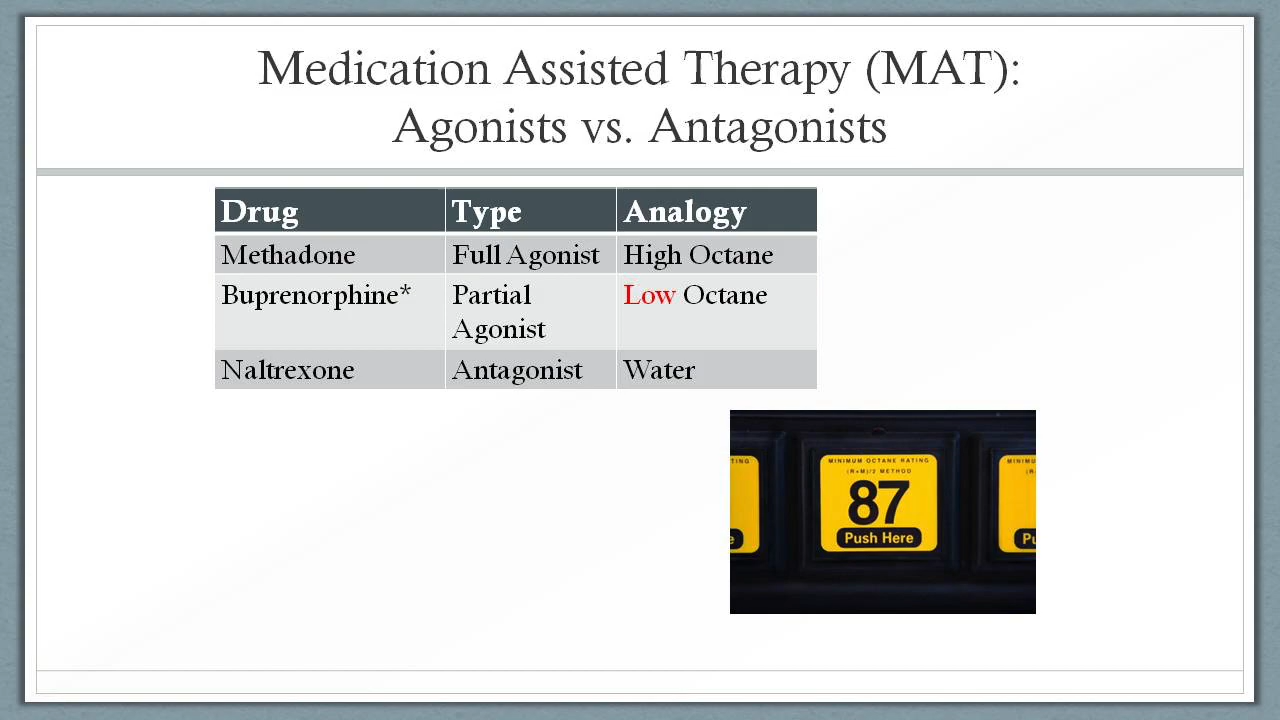 Medication Assisted Therapy (MAT):
Agonists vs. Antagonists
Drug Type Analogy
Methadone Full Agonist High Octane
Buprenorphine* Partial Agonist Low Octane
Naltrexone Antagonist Water
MINIMUM OCTANE RATING
(R+M)/2 METHOD
87
Push Here